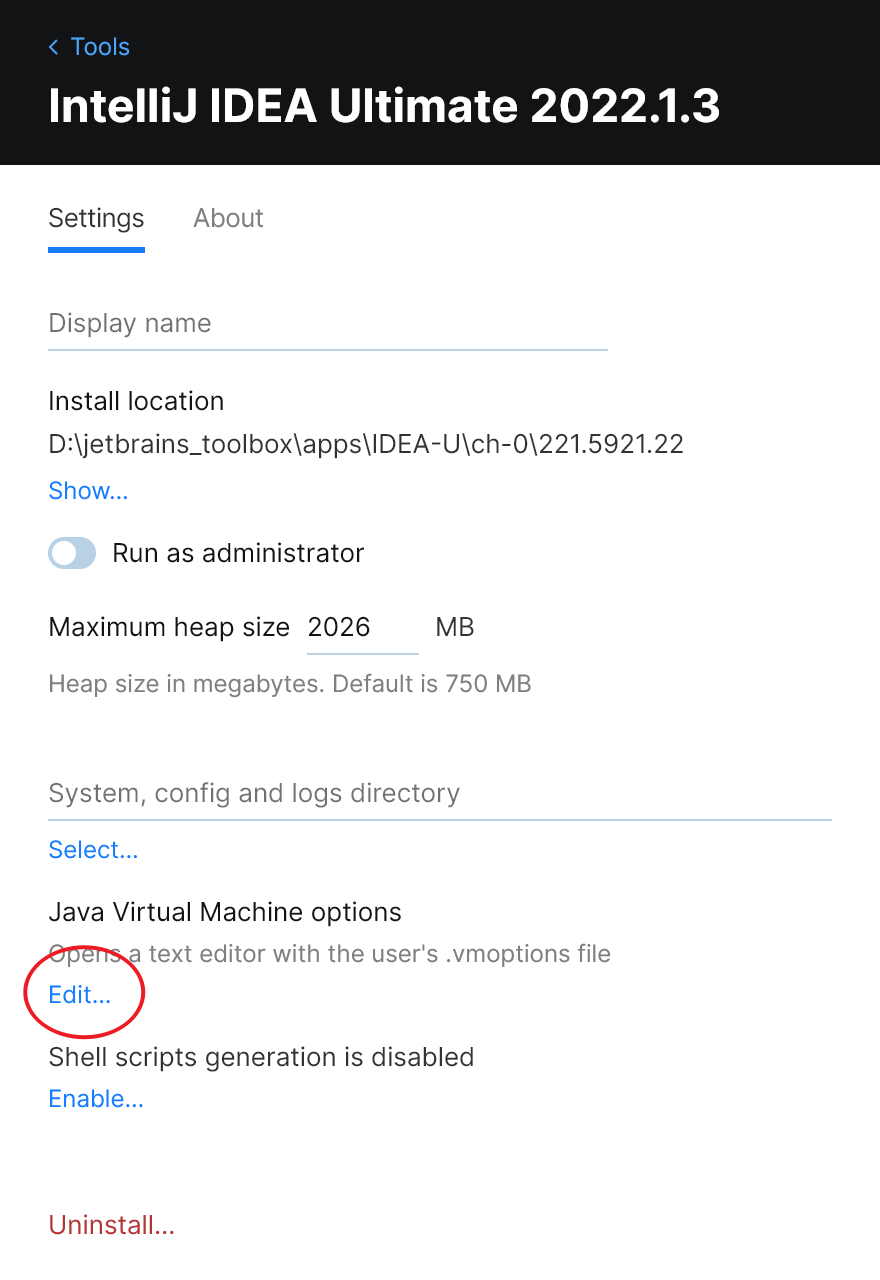 Tools
IntelliJ IDEA Ultimate 2022.1.3
Settings About
Display name
Install location
D:\jetbrains_toolbox\apps\IDEA-U\ch-0\221.5921.22
Show...
Run as administrator
Maximum heap size 2026 MB
Heap size in megabytes. Default is 750 MB
System, config and logs directory
Select...
Java Virtual Machine options
Opens a text editor with the user's .vmoptions file
Edit...
Shell scripts generation is disabled
Enable...
Uninstall...